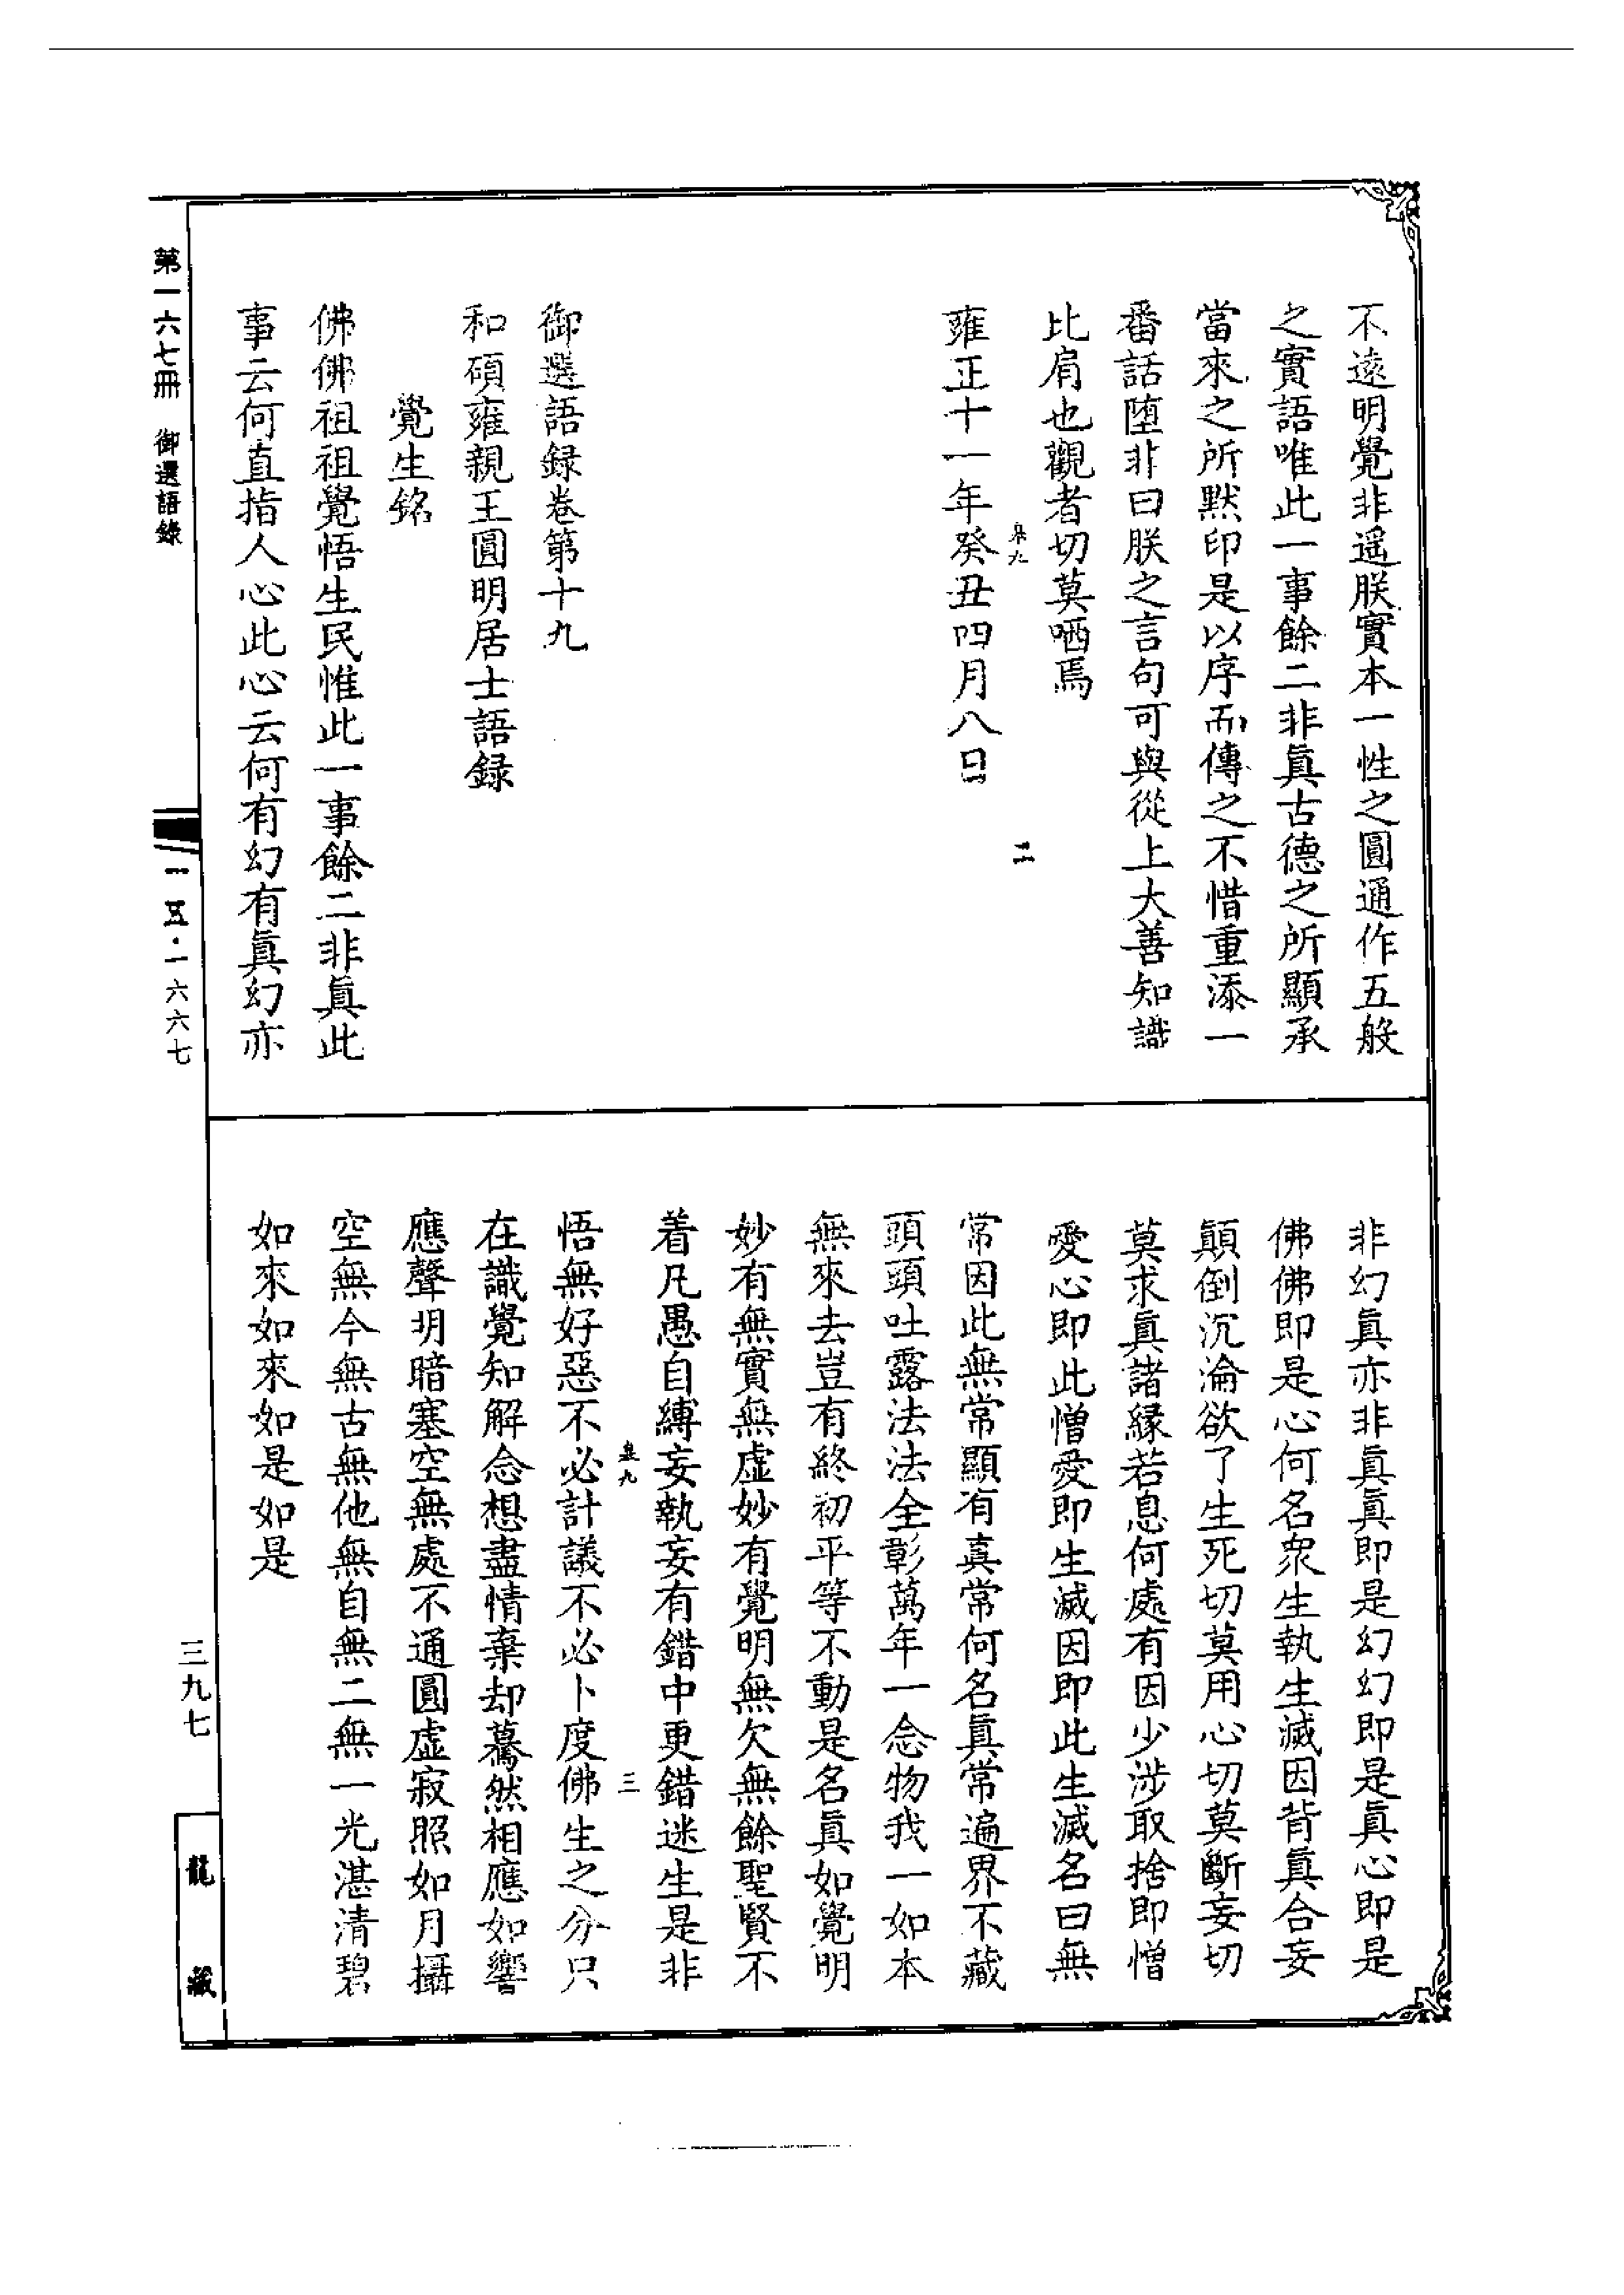 不遠明覺非遥朕實本一性之圓通作五般
之實語唯此一事餘二非眞古德之所顯承
當來之所默印是以序而傳之不惜重添一
番話堕非曰朕之言句可與從上大善知識
比肩也觀者切莫哂焉
二
雍正十一年癸丑四月八日
御選語録卷第十九
和碩雍親王圓明居士語録
覺生銘
佛佛祖祖覺悟生民惟此一事餘二非眞此
事云何直指人心此心云何有幻有眞幻亦
非幻眞亦非眞眞即是幻幻即是眞心即是
佛佛即是心何名衆生執生滅因背眞合妄
顛倒沉淪欲了生死切莫用心切莫斷妄切
莫求眞諸縁若息何處有因少涉取捨即憎
愛心即此憎愛即生滅因即此生滅名曰無
常因此無常顯有真常何名眞常遍界不藏
頭頭吐露法法全彰萬年一念物我一如本
無來去豈有終初平等不動是名眞如覺明
妙有無實無虚妙有覺明無欠無餘聖賢不
着凡愚自縛妄執妄有錯中更錯迷生是非
三
悟無好惡不必計議不必卜度佛生之分只
在識覺知解念想盡情棄却驀然相應如響
應聲明暗塞空無處不通圓虚寂照如月攝
空無今無古無他無自無二無一光湛清碧
如來如來如是如是
第一六七冊 御選語錄
一一五·一六六七
三九七
龍藏